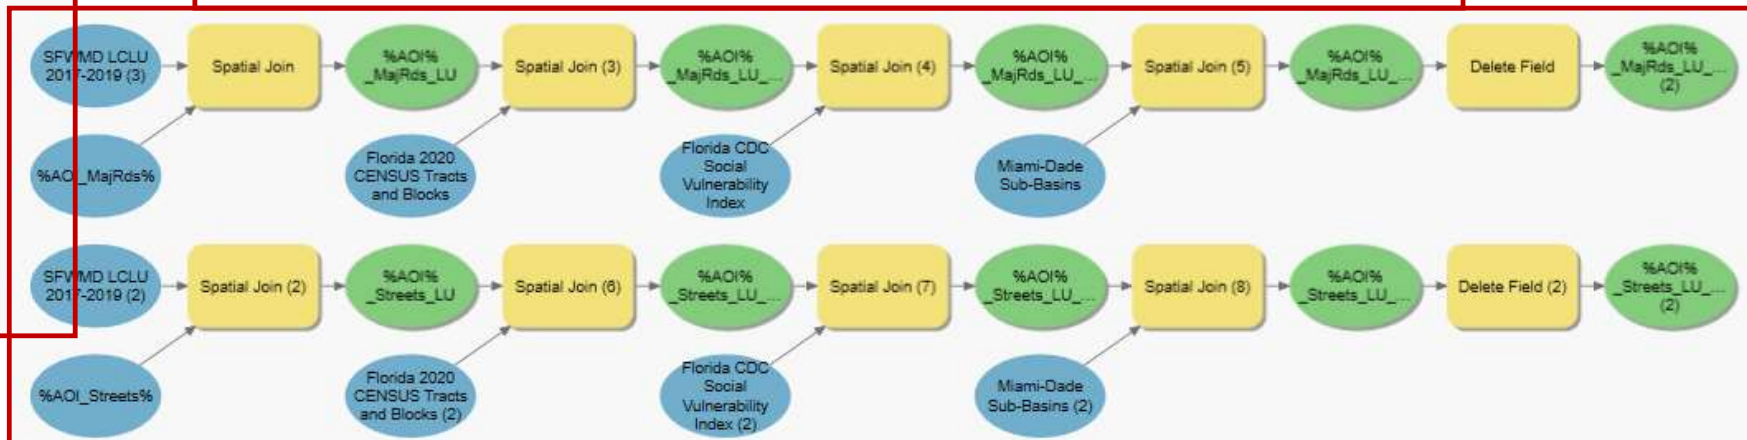 SFWMD LCLU
2017-2019 (3)
Spatial Join
%AOI%
_MajRds_LU
Spatial Join (3)
%AOI%
_MajRds_LU_...
Spatial Join (4)
%AOI%
_MajRds_LU_...
Spatial Join (5)
%AOI%
_MajRds_LU_...
Delete Field
%AOI%
_MajRds_LU_...
(2)
%AOI_MajRds%
Florida 2020
CENSUS Tracts
and Blocks
Florida CDC
Social
Vulnerability
Index
Miami-Dade
Sub-Basins
SFWMD LCLU
2017-2019 (2)
Spatial Join (2)
%AOI%
_Streets_LU
Spatial Join (6)
%AOI%
_Streets_LU_...
Spatial Join (7)
%AOI%
_Streets_LU_...
Spatial Join (8)
%AOI%
_Streets_LU_...
Delete Field (2)
%AOI%
_Streets_LU_...
(2)
%AOI_Streets%
Florida 2020
CENSUS Tracts
and Blocks (2)
Florida CDC
Social
Vulnerability
Index (2)
Miami-Dade
Sub-Basins (2)